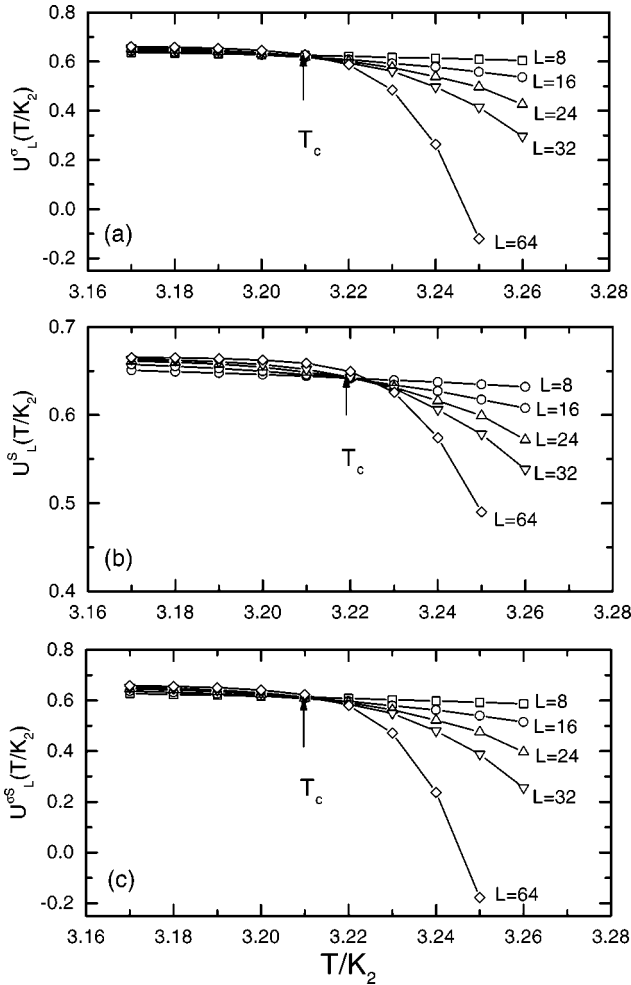 0.8
0.6
0.4
0.2
0.0
-0.2
U^σ_L(T/K_2)
(a)
T_c
L=8
L=16
L=24
L=32
L=64
3.16 3.18 3.20 3.22 3.24 3.26 3.28
0.7
0.6
0.5
0.4
U^S_L(T/K_2)
(b)
T_c
L=8
L=16
L=24
L=32
L=64
3.16 3.18 3.20 3.22 3.24 3.26 3.28
0.8
0.6
0.4
0.2
0.0
-0.2
U^σS_L(T/K_2)
(c)
T_c
L=8
L=16
L=24
L=32
L=64
3.16 3.18 3.20 3.22 3.24 3.26 3.28
T/K_2